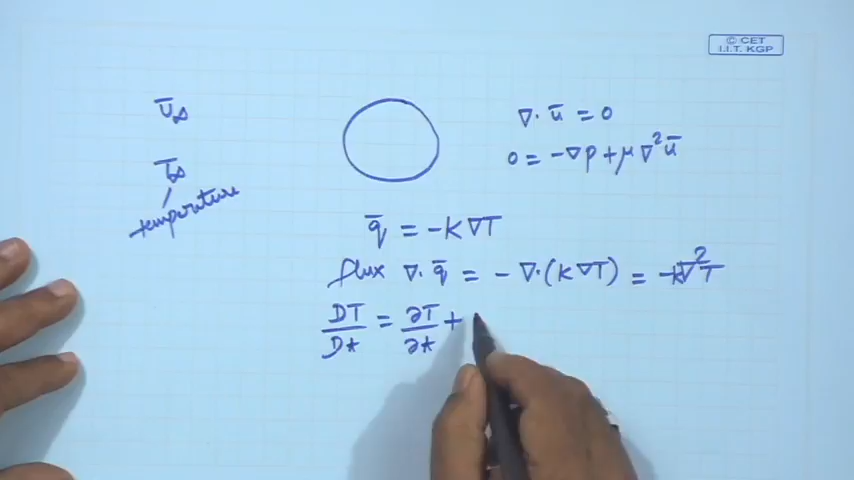 © CET
I.I.T. KGP
ū∞
∇·ū = 0
T̄∞
0 = -∇p + μ∇²ū
temperature
q̄ = -K∇T
flux ∇·q̄ = -∇·(K∇T) = -K∇²T
DT/Dt = ∂T/∂t +